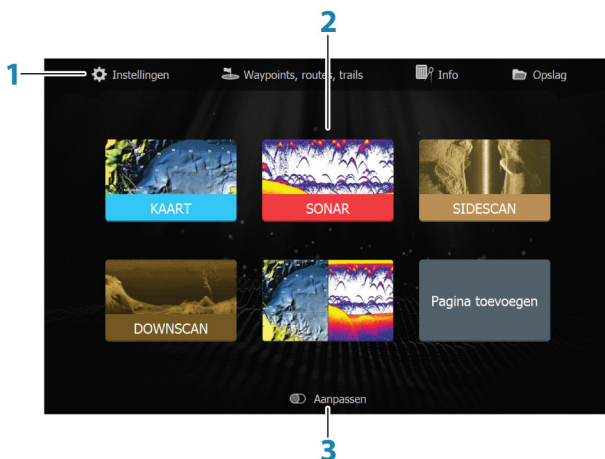 2
1
Instellingen Waypoints, routes, trails Info Opslag
KAART SONAR SIDESCAN
DOWNSCAN Pagina toevoegen
Aanpassen
3